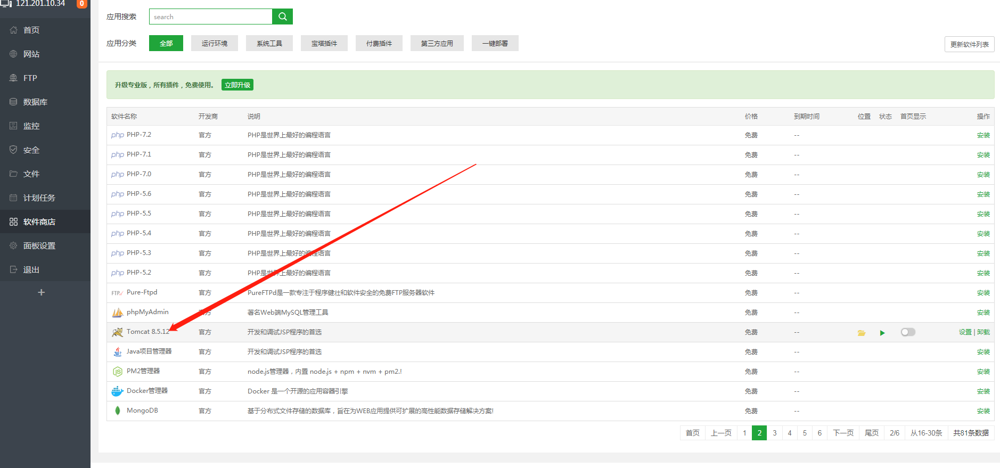 121.201.10.34 0
首页
网站
FTP
数据库
监控
安全
文件
计划任务
软件商店
面板设置
退出
+
应用搜索 search
应用分类 全部 运行环境 系统工具 宝塔插件 付费插件 第三方应用 一键部署 更新软件列表
升级专业版，所有插件，免费使用。 立即升级
软件名称 开发商 说明 价格 到期时间 位置 状态 首页显示 操作
php PHP-7.2 官方 PHP是世界上最好的编程语言 免费 -- 安装
php PHP-7.1 官方 PHP是世界上最好的编程语言 免费 -- 安装
php PHP-7.0 官方 PHP是世界上最好的编程语言 免费 -- 安装
php PHP-5.6 官方 PHP是世界上最好的编程语言 免费 -- 安装
php PHP-5.5 官方 PHP是世界上最好的编程语言 免费 -- 安装
php PHP-5.4 官方 PHP是世界上最好的编程语言 免费 -- 安装
php PHP-5.3 官方 PHP是世界上最好的编程语言 免费 -- 安装
php PHP-5.2 官方 PHP是世界上最好的编程语言 免费 -- 安装
FTP Pure-Ftpd 官方 PureFTPd是一款专注于程序健壮和软件安全的免费FTP服务器软件 免费 -- 安装
phpMyAdmin 官方 著名Web端MySQL管理工具 免费 -- 安装
Tomcat 8.5.12 官方 开发和调试JSP程序的首选 免费 -- 设置 | 卸载
Java项目管理器 官方 开发和调试JSP程序的首选 免费 -- 安装
JS PM2管理器 官方 node.js管理器，内置 node.js + npm + nvm + pm2.! 免费 -- 安装
Docker管理器 官方 Docker 是一个开源的应用容器引擎 免费 -- 安装
MongoDB 官方 基于分布式文件存储的数据库，旨在为WEB应用提供可扩展的高性能数据存储解决方案! 免费 -- 安装
首页 上一页 1 2 3 4 5 6 下一页 尾页 2/6 从16-30条 共81条数据